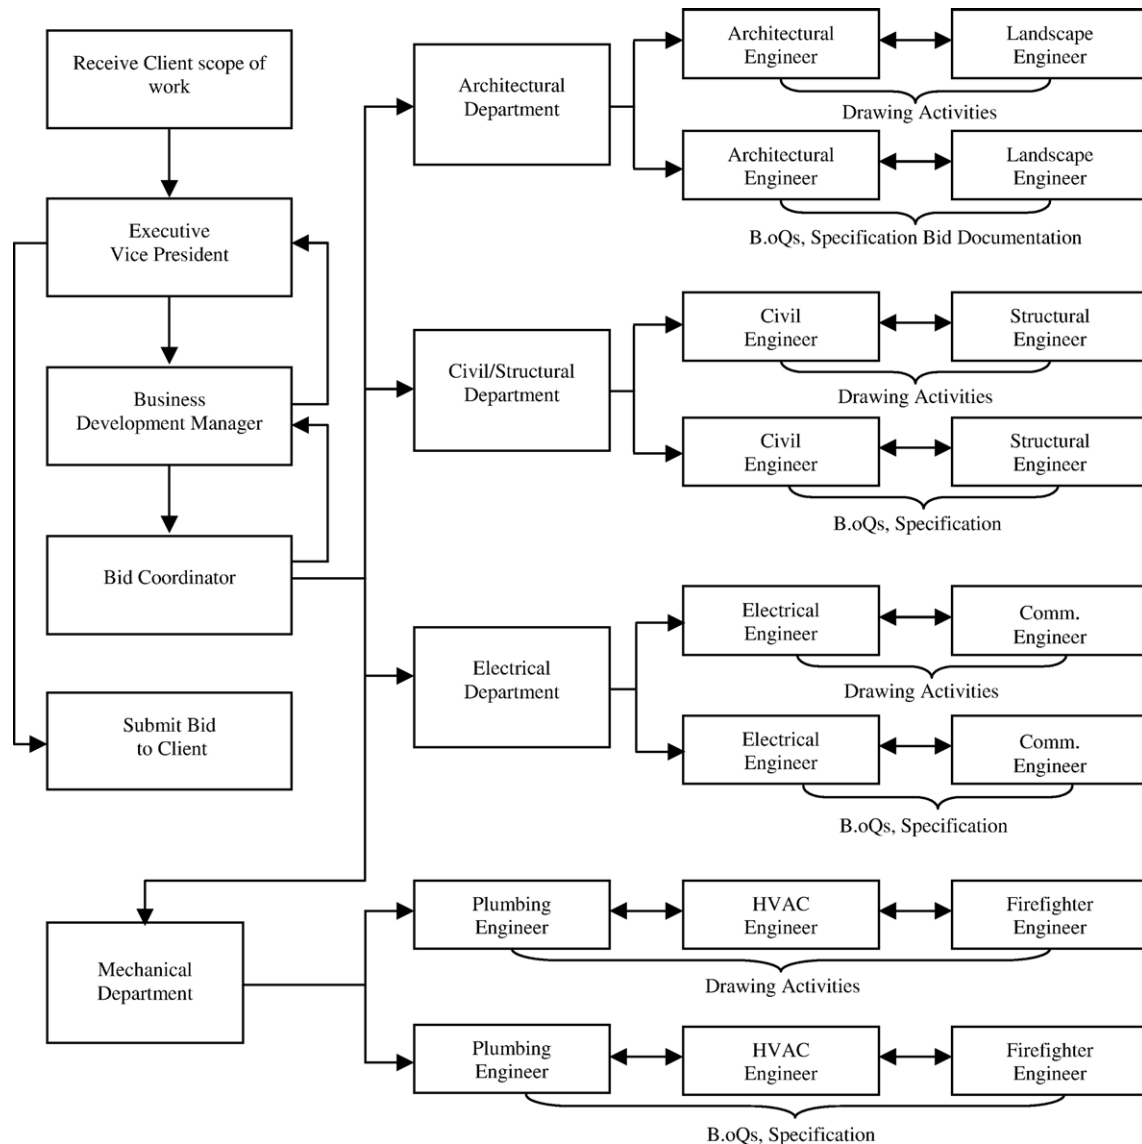 Receive Client scope of
work
Executive
Vice President
Business
Development Manager
Bid Coordinator
Submit Bid
to Client
Architectural
Department
Architectural
Engineer
Landscape
Engineer
Drawing Activities
Architectural
Engineer
Landscape
Engineer
B.oQs, Specification Bid Documentation
Civil/Structural
Department
Civil
Engineer
Structural
Engineer
Drawing Activities
Civil
Engineer
Structural
Engineer
B.oQs, Specification
Electrical
Department
Electrical
Engineer
Comm.
Engineer
Drawing Activities
Electrical
Engineer
Comm.
Engineer
B.oQs, Specification
Mechanical
Department
Plumbing
Engineer
HVAC
Engineer
Firefighter
Engineer
Drawing Activities
Plumbing
Engineer
HVAC
Engineer
Firefighter
Engineer
B.oQs, Specification